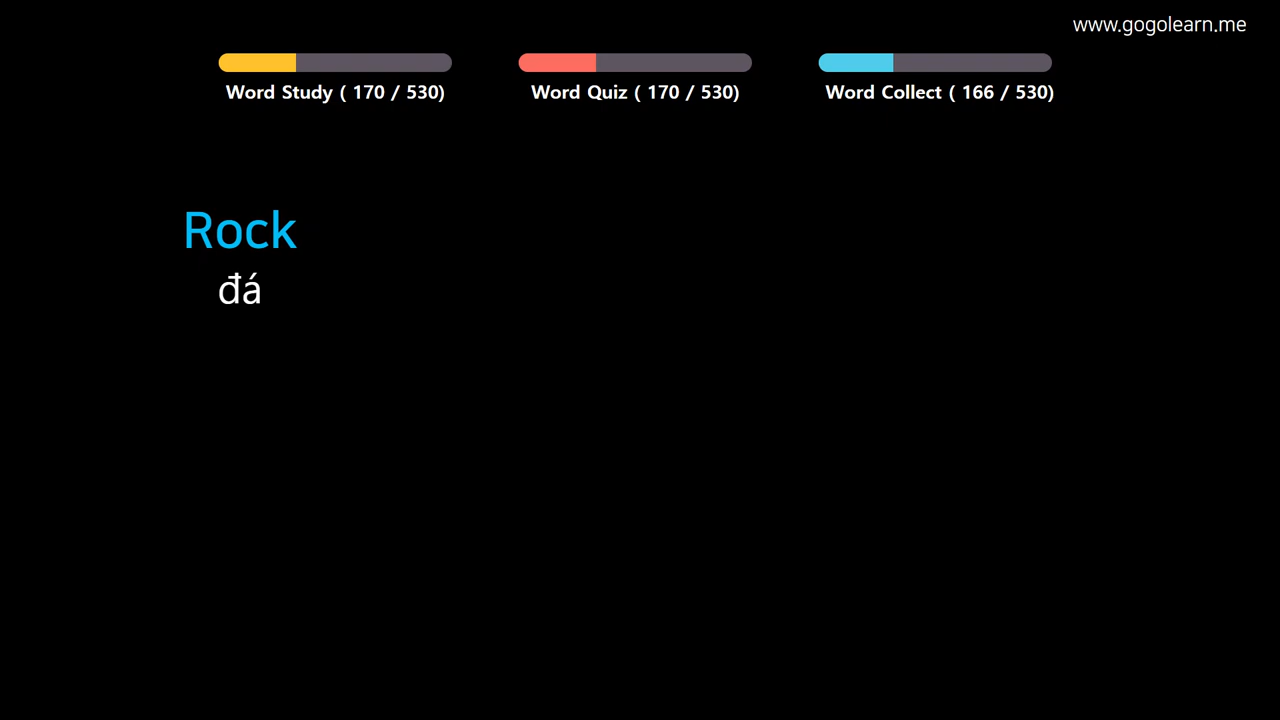 www.gogolearn.me
Word Study ( 170 / 530)
Word Quiz ( 170 / 530)
Word Collect ( 166 / 530)
Rock
đá